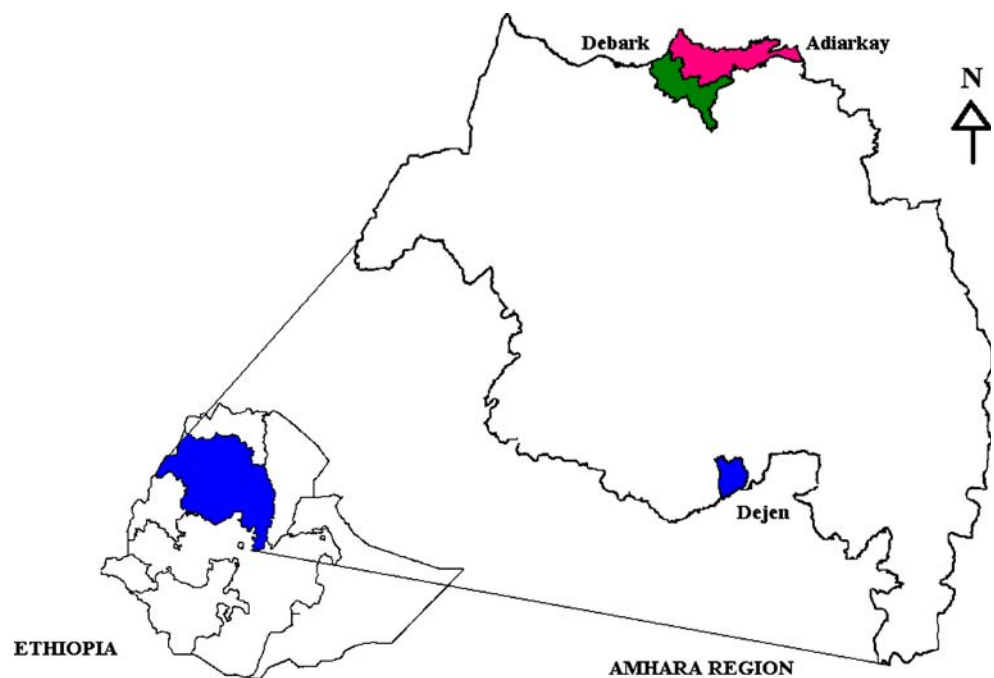 Debark
Adiarkay
N
Dejen
ETHIOPIA
AMHARA REGION